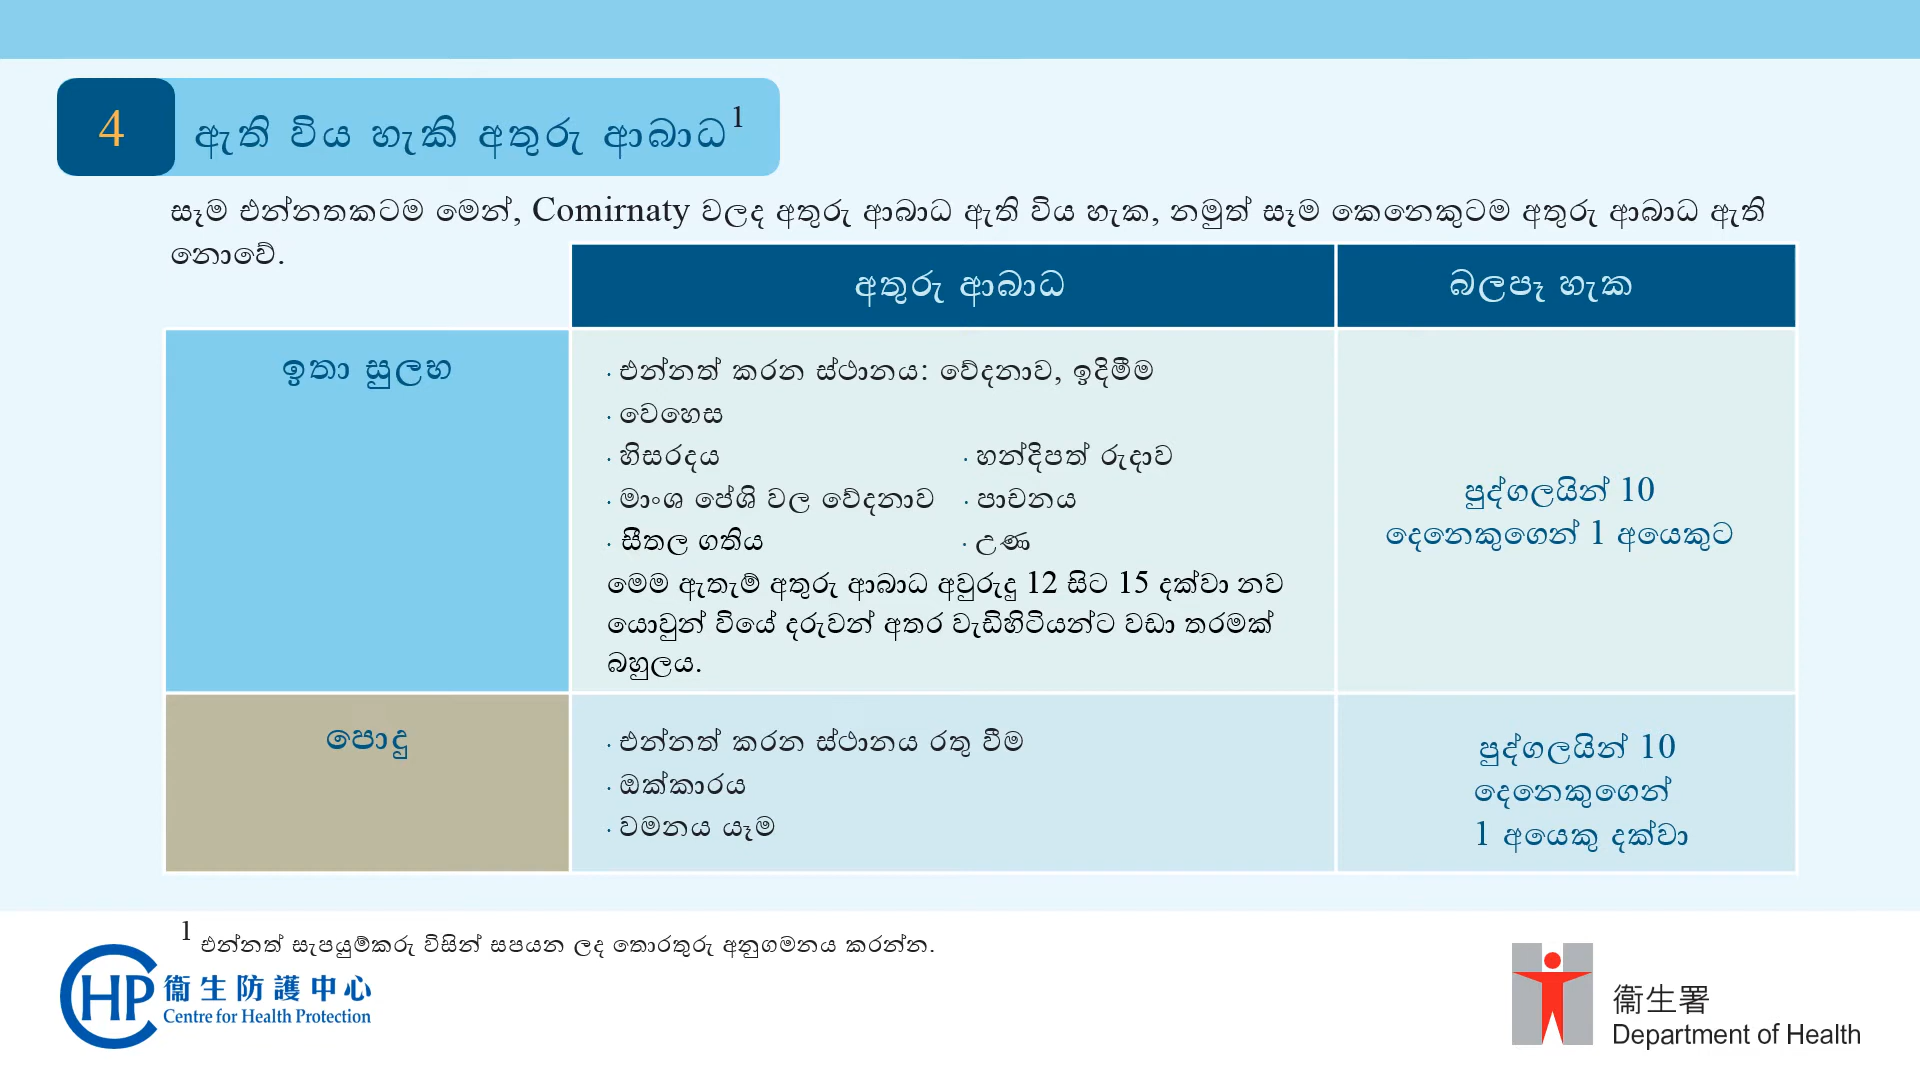 4
ඇති විය හැකි අතුරු ආබාධ1
සෑම එන්නතකටම මෙන්, Comirnaty වලද අතුරු ආබාධ ඇති විය හැක, නමුත් සෑම කෙනෙකුටම අතුරු ආබාධ ඇති
නොවේ.
අතුරු ආබාධ
බලපෑ හැක
ඉතා සුලභ
· එන්නත් කරන ස්ථානය: වේදනාව, ඉදිමීම
· වෙහෙස
· හිසරදය · හන්දිපත් රුදාව
· මාංශ පේශි වල වේදනාව · පාචනය
· සීතල ගතිය · උණ
මෙම ඇතැම් අතුරු ආබාධ අවුරුදු 12 සිට 15 දක්වා නව
යොවුන් වියේ දරුවන් අතර වැඩිහිටියන්ට වඩා තරමක්
බහුලය.
පුද්ගලයින් 10
දෙනෙකුගෙන් 1 අයෙකුට
පොදු
· එන්නත් කරන ස්ථානය රතු වීම
· ඔක්කාරය
· වමනය යෑම
පුද්ගලයින් 10
දෙනෙකුගෙන්
1 අයෙකු දක්වා
1 එන්නත් සැපයුම්කරු විසින් සපයන ලද තොරතුරු අනුගමනය කරන්න.
CHP
衞生防護中心
Centre for Health Protection
衞生署
Department of Health